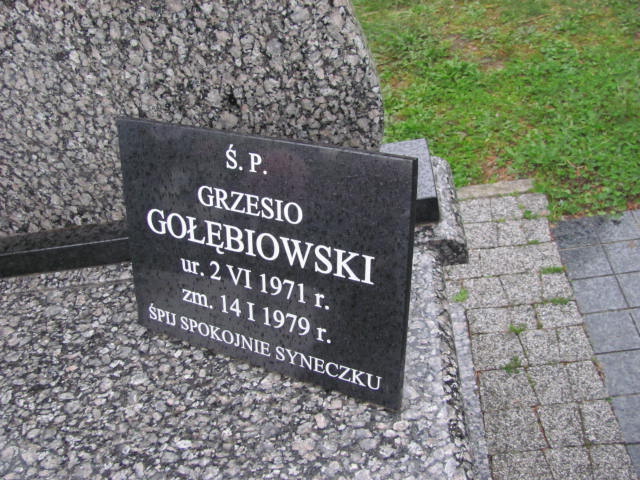 Ś. P.
GRZESIO
GOŁĘBIOWSKI
ur. 2 VI 1971 r.
zm. 14 I 1979 r.
ŚPIJ SPOKOJNIE SYNECZKU